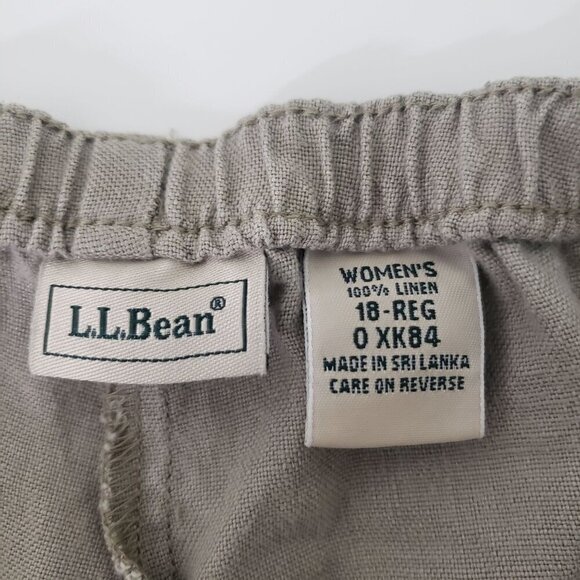 L.L.Bean®
WOMEN'S
100% LINEN
18-REG
0 XK84
MADE IN SRI LANKA
CARE ON REVERSE